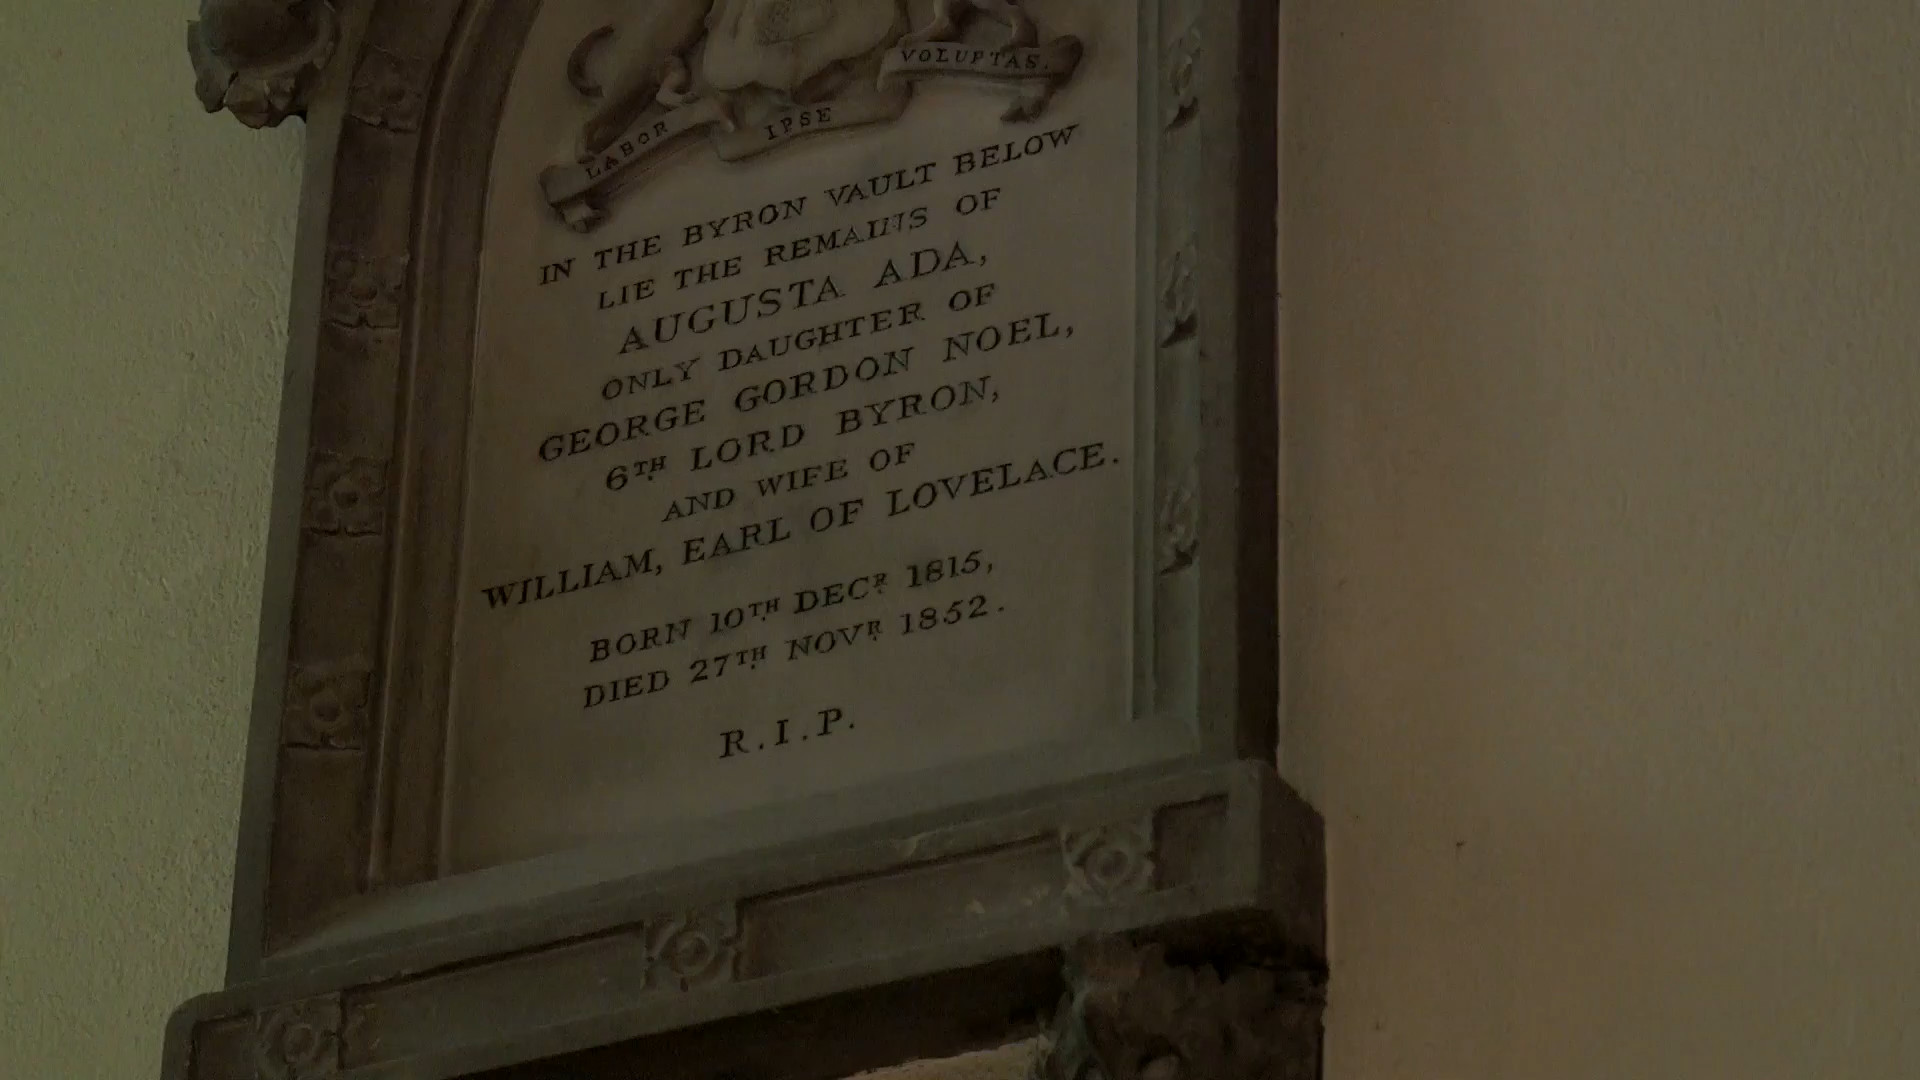 LABOR IPSE VOLUPTAS.
IN THE BYRON VAULT BELOW
LIE THE REMAINS OF
AUGUSTA ADA,
ONLY DAUGHTER OF
GEORGE GORDON NOEL,
6TH LORD BYRON,
AND WIFE OF
WILLIAM, EARL OF LOVELACE.
BORN 10TH DECR 1815,
DIED 27TH NOVR 1852.
R.I.P.